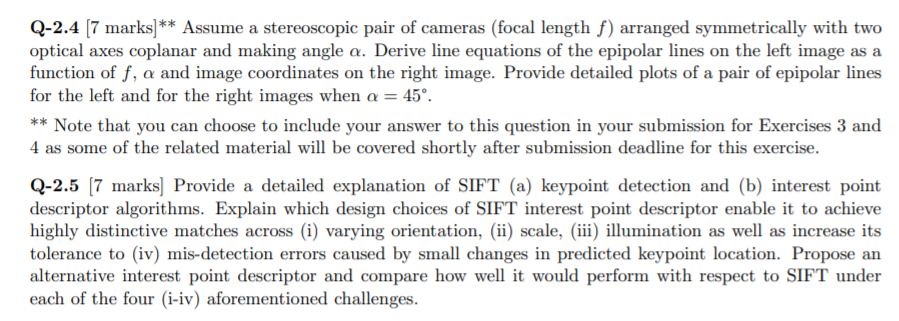 Q-2.4 [7 marks]** Assume a stereoscopic pair of cameras (focal length f) arranged symmetrically with two
optical axes coplanar and making angle α. Derive line equations of the epipolar lines on the left image as a
function of f, α and image coordinates on the right image. Provide detailed plots of a pair of epipolar lines
for the left and for the right images when α = 45°.
** Note that you can choose to include your answer to this question in your submission for Exercises 3 and
4 as some of the related material will be covered shortly after submission deadline for this exercise.
Q-2.5 [7 marks] Provide a detailed explanation of SIFT (a) keypoint detection and (b) interest point
descriptor algorithms. Explain which design choices of SIFT interest point descriptor enable it to achieve
highly distinctive matches across (i) varying orientation, (ii) scale, (iii) illumination as well as increase its
tolerance to (iv) mis-detection errors caused by small changes in predicted keypoint location. Propose an
alternative interest point descriptor and compare how well it would perform with respect to SIFT under
each of the four (i-iv) aforementioned challenges.